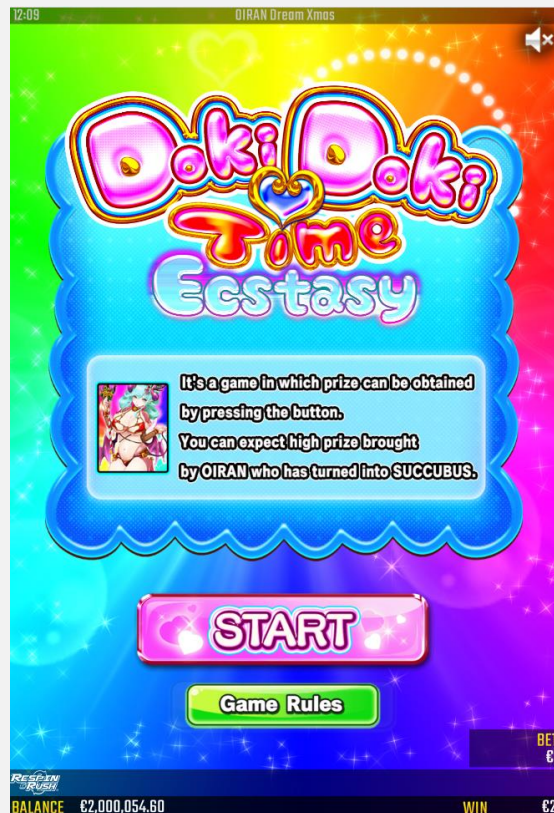 12:09
OIRAN Dream Xmas
Doki Doki
Time
Ecstasy
It's a game in which prize can be obtained
by pressing the button.
You can expect high prize brought
by OIRAN who has turned into SUCCUBUS.
START
Game Rules
BET
€
RESPIN
RUSH
BALANCE €2,000,054.60
WIN €2